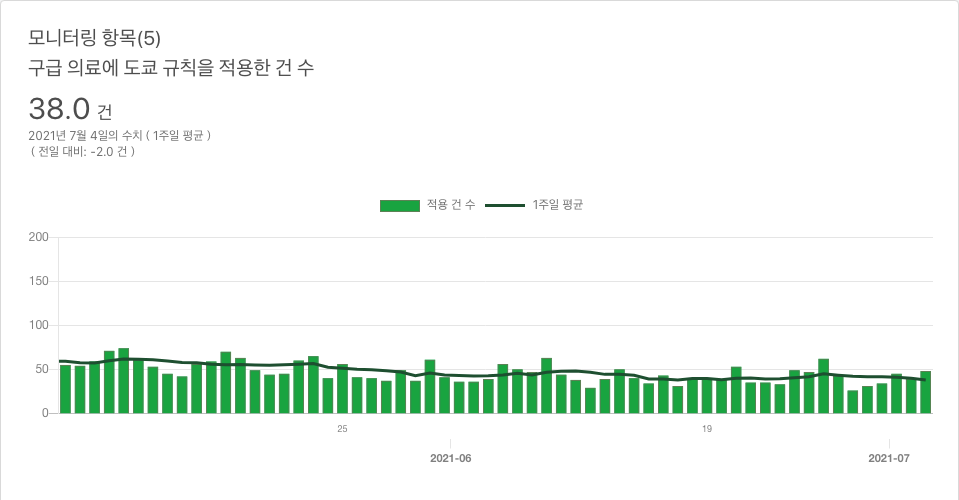 모니터링 항목(5)
구급 의료에 도쿄 규칙을 적용한 건 수
38.0 건
2021년 7월 4일의 수치 ( 1주일 평균 )
( 전일 대비: -2.0 건 )
적용 건 수 1주일 평균
200
150
100
50
0
25 19
2021-06 2021-07